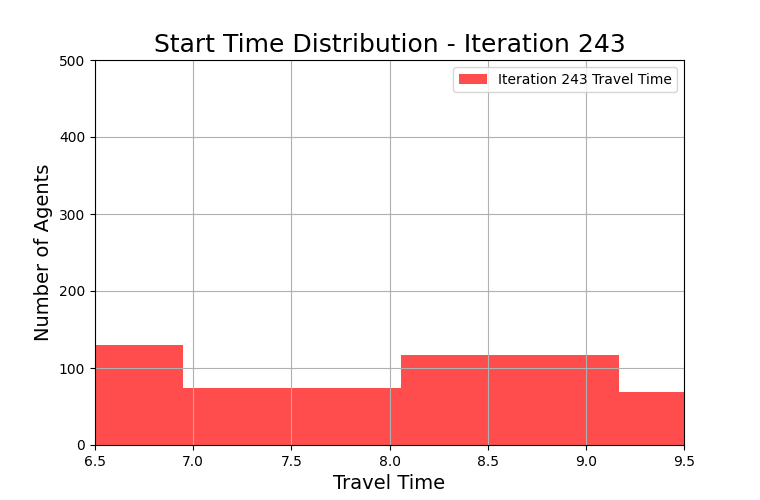 Start Time Distribution - Iteration 243
Iteration 243 Travel Time
Number of Agents
500
400
300
200
100
0
6.5 7.0 7.5 8.0 8.5 9.0 9.5
Travel Time